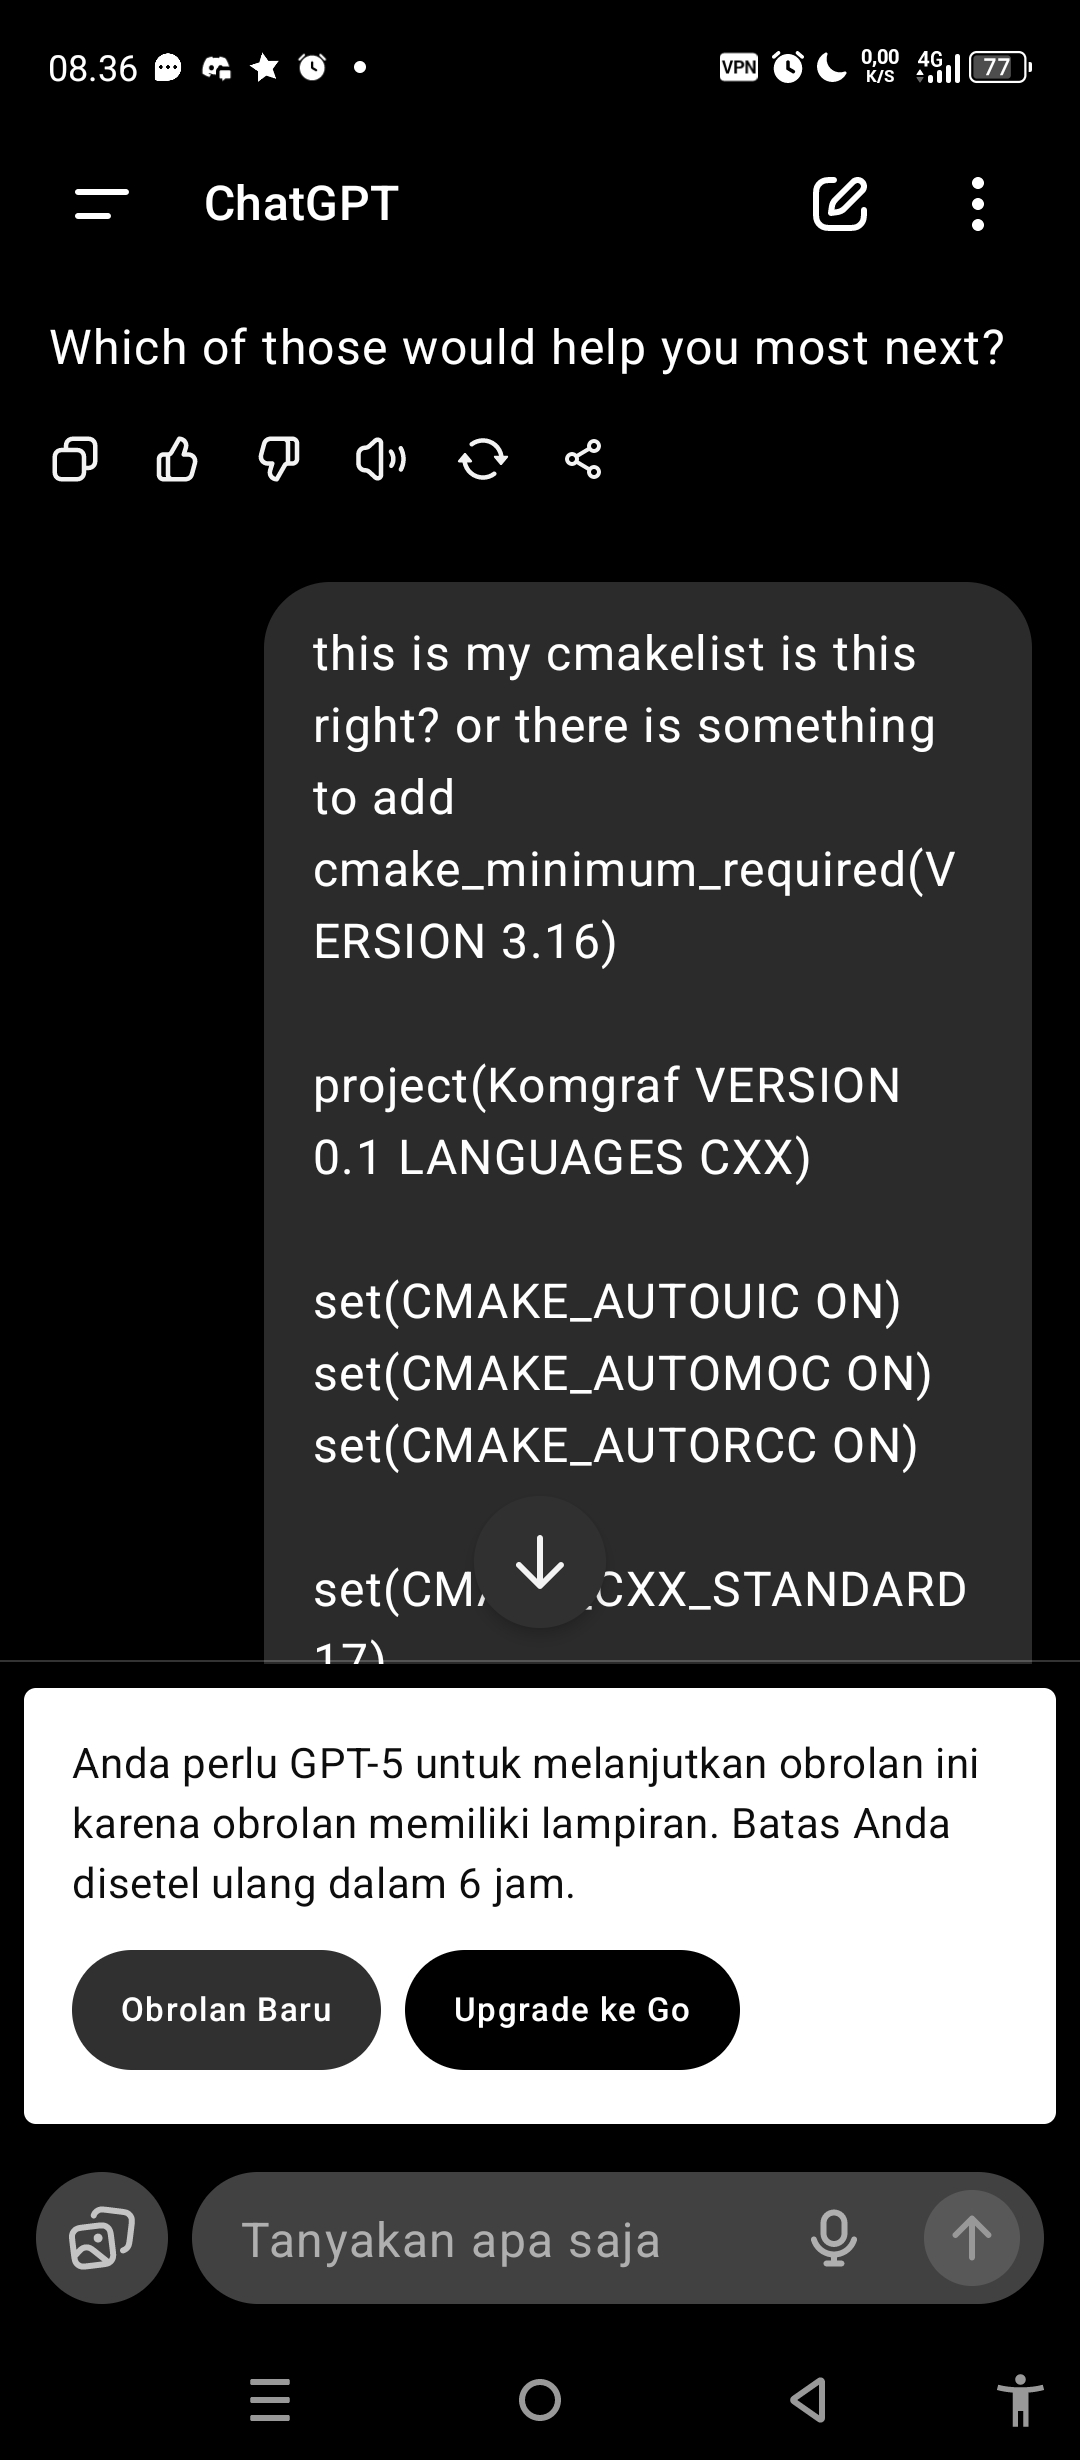 08.36
VPN
0,00
K/S
4G
77
ChatGPT
Which of those would help you most next?
this is my cmakelist is this
right? or there is something
to add
cmake_minimum_required(V
ERSION 3.16)
project(Komgraf VERSION
0.1 LANGUAGES CXX)
set(CMAKE_AUTOUIC ON)
set(CMAKE_AUTOMOC ON)
set(CMAKE_AUTORCC ON)
set(CM CXX_STANDARD
17)
Anda perlu GPT-5 untuk melanjutkan obrolan ini
karena obrolan memiliki lampiran. Batas Anda
disetel ulang dalam 6 jam.
Obrolan Baru
Upgrade ke Go
Tanyakan apa saja